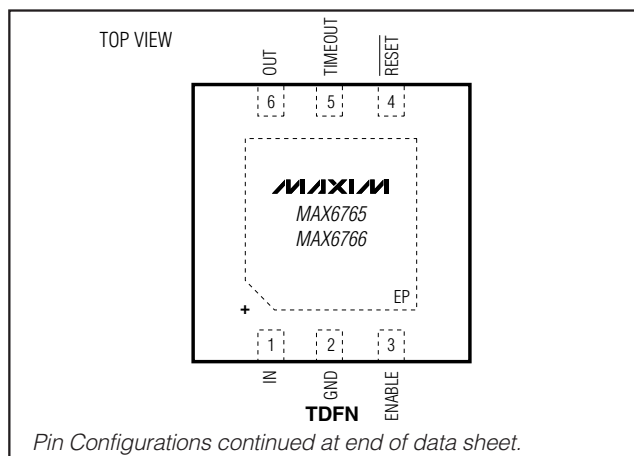 TOP VIEW
OUT
TIMEOUT
RESET
6
5
4
MAXIM
MAX6765
MAX6766
EP
+
1
2
3
IN
GND
ENABLE
TDFN
Pin Configurations continued at end of data sheet.